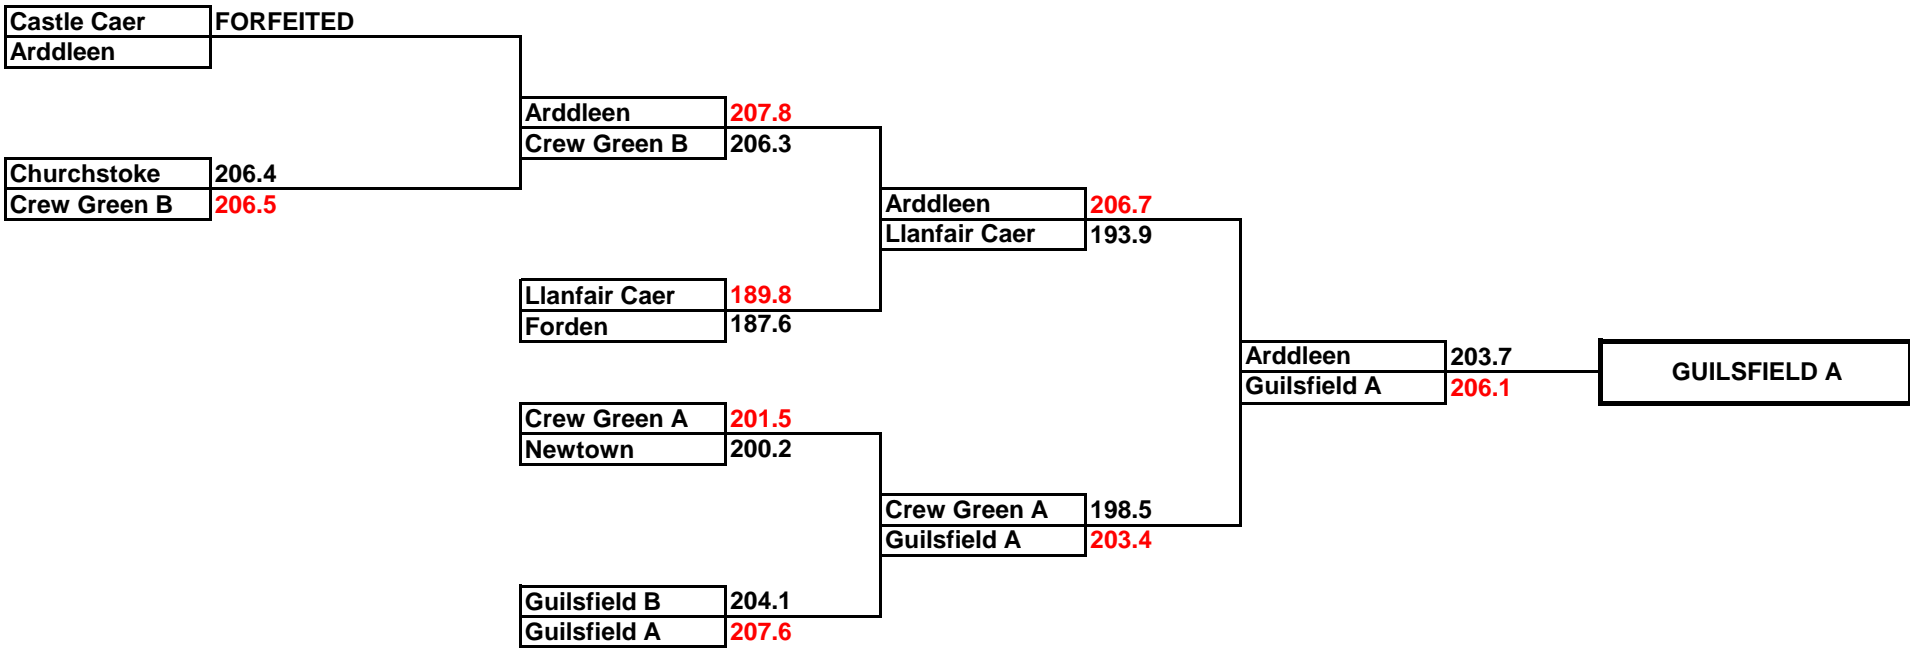 Castle Caer FORFEITED
Arddleen
Arddleen 207.8
Crew Green B 206.3
Churchstoke 206.4
Crew Green B 206.5
Arddleen 206.7
Llanfair Caer 193.9
Llanfair Caer 189.8
Forden 187.6
Arddleen 203.7
GUILSFIELD A
Guilsfield A 206.1
Crew Green A 201.5
Newtown 200.2
Crew Green A 198.5
Guilsfield A 203.4
Guilsfield B 204.1
Guilsfield A 207.6